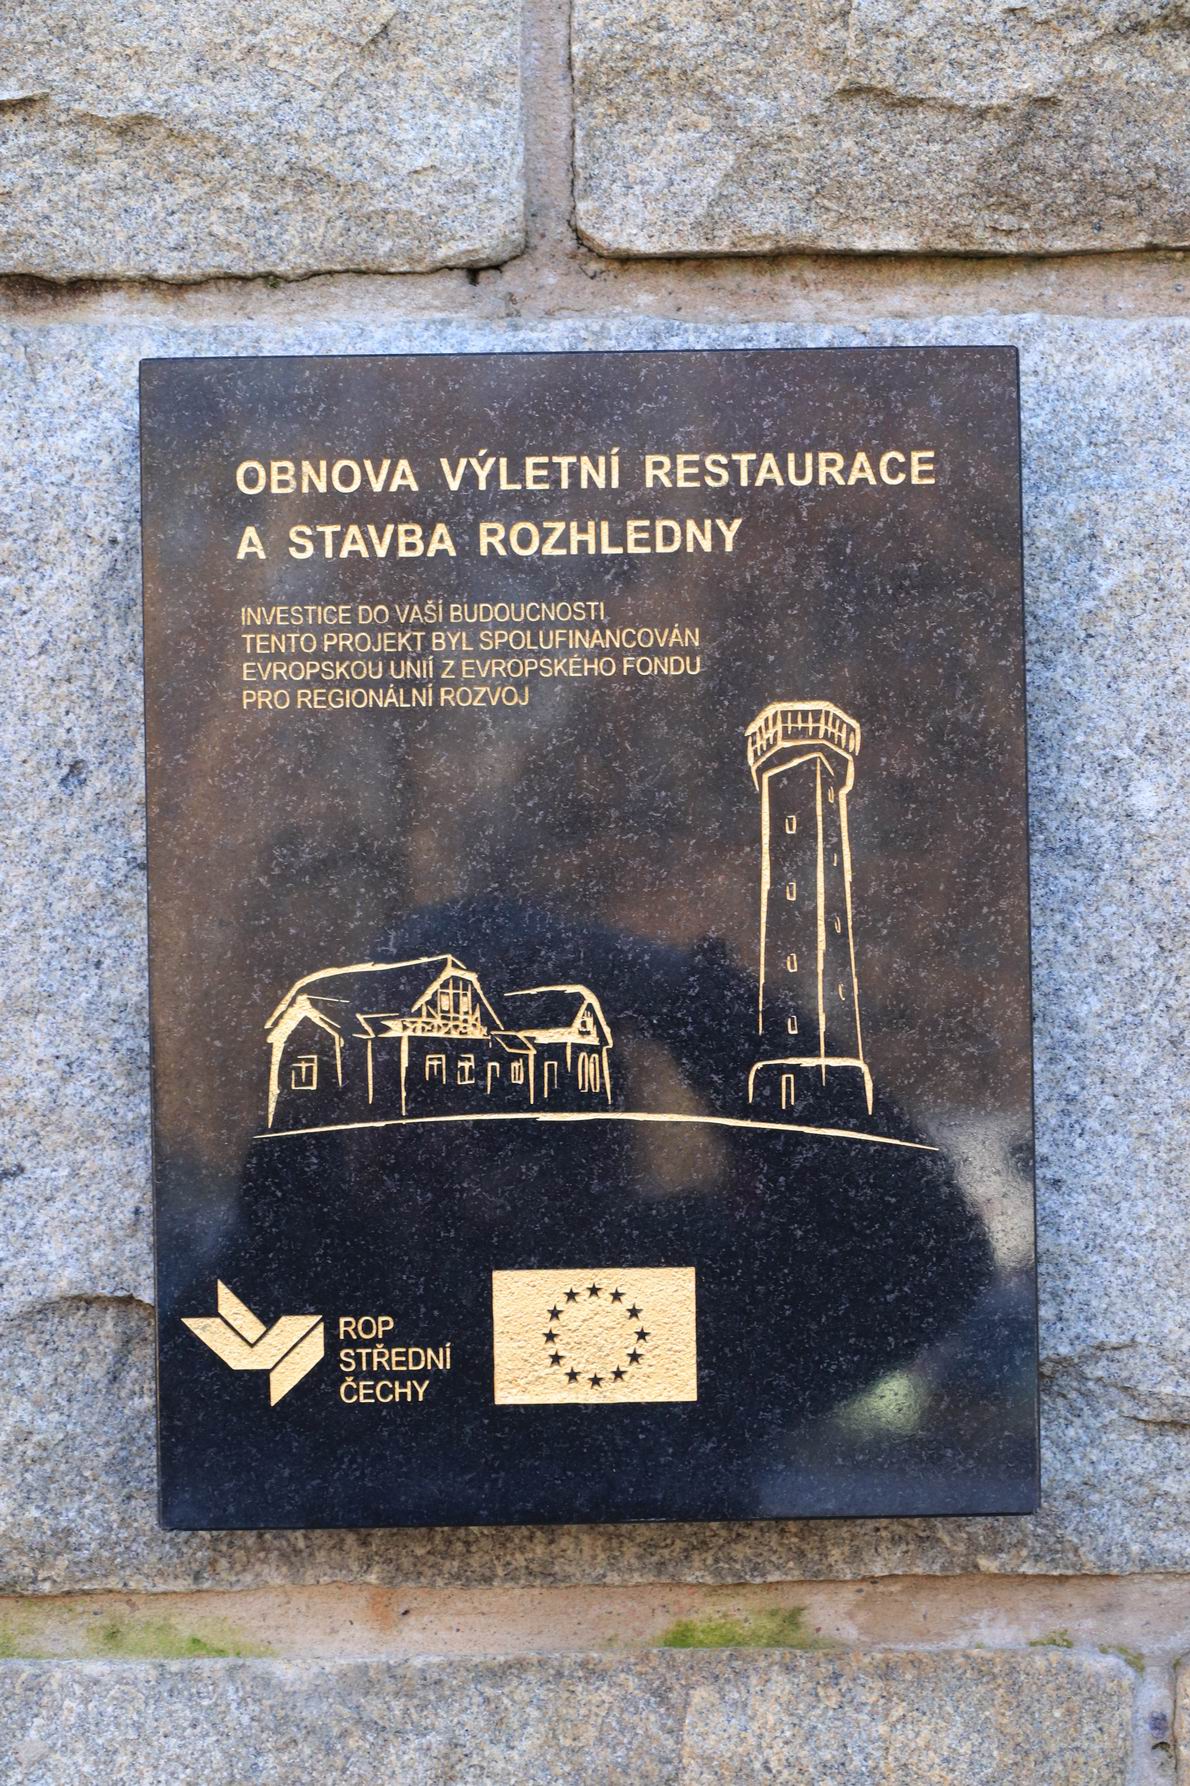 OBNOVA VÝLETNÍ RESTAURACE
A STAVBA ROZHLEDNY
INVESTICE DO VAŠÍ BUDOUCNOSTI
TENTO PROJEKT BYL SPOLUFINANCOVÁN
EVROPSKOU UNIÍ Z EVROPSKÉHO FONDU
PRO REGIONÁLNÍ ROZVOJ
ROP
STŘEDNÍ
ČECHY